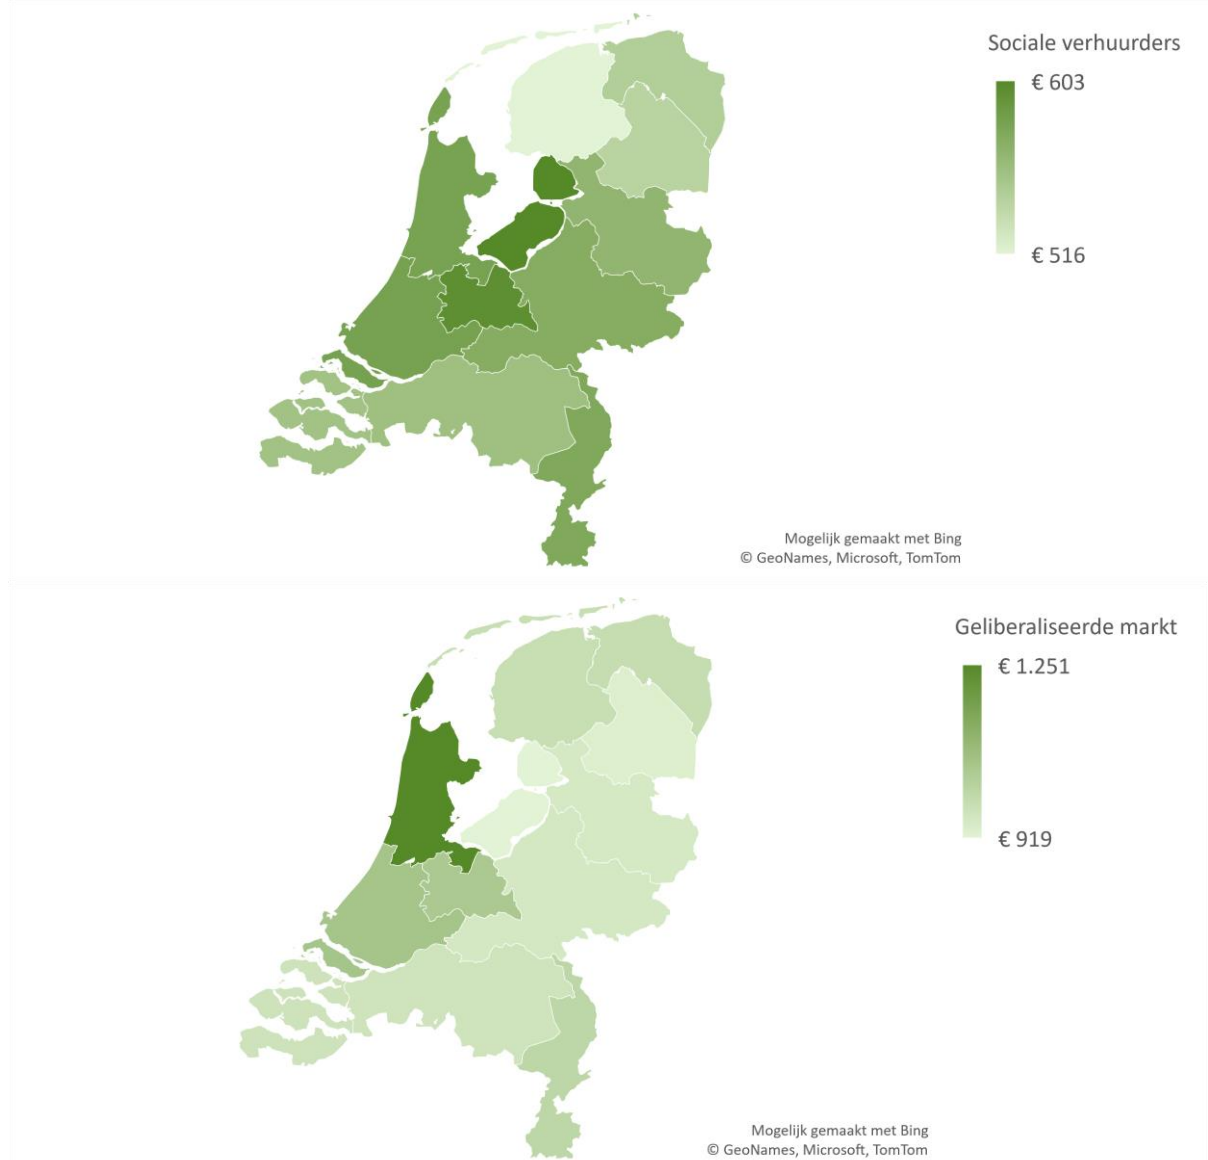 Sociale verhuurders
€ 603
€ 516
Mogelijk gemaakt met Bing
© GeoNames, Microsoft, TomTom
Geliberaliseerde markt
€ 1.251
€ 919
Mogelijk gemaakt met Bing
© GeoNames, Microsoft, TomTom